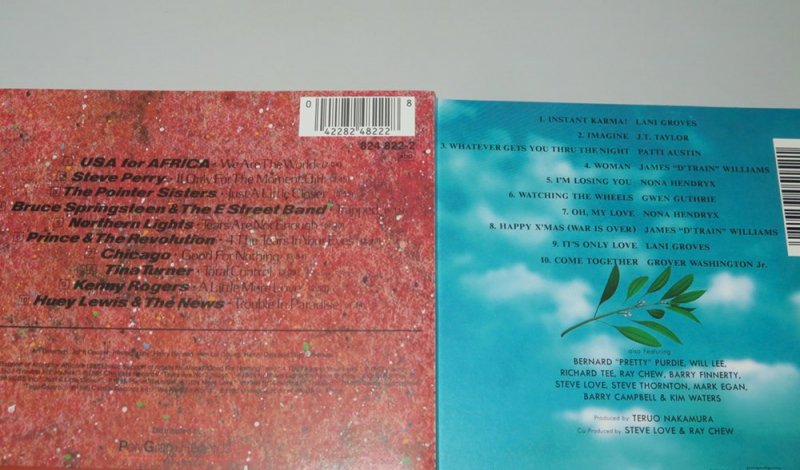 0
8
42282 48222
824 822-2
USA for AFRICA · We Are The World
Steve Perry · If Only For The Moment, Girl
The Pointer Sisters · Just A Little Closer
Bruce Springsteen & The E Street Band · Trapped
Northern Lights · Tears Are Not Enough
Prince & The Revolution · 4 The Tears In Your Eyes
Chicago · Good For Nothing
Tina Turner · Total Control
Kenny Rogers · A Little More Love
Huey Lewis & The News · Trouble In Paradise
PolyGram Records
1. INSTANT KARMA! LANI GROVES
2. IMAGINE J.T. TAYLOR
3. WHATEVER GETS YOU THRU THE NIGHT PATTI AUSTIN
4. WOMAN JAMES "D'TRAIN" WILLIAMS
5. I'M LOSING YOU NONA HENDRYX
6. WATCHING THE WHEELS GWEN GUTHRIE
7. OH, MY LOVE NONA HENDRYX
8. HAPPY X'MAS (WAR IS OVER) JAMES "D'TRAIN" WILLIAMS
9. IT'S ONLY LOVE LANI GROVES
10. COME TOGETHER GROVER WASHINGTON Jr.
also featuring
BERNARD "PRETTY" PURDIE, WILL LEE,
RICHARD TEE, RAY CHEW, BARRY FINNERTY,
STEVE LOVE, STEVE THORNTON, MARK EGAN,
BARRY CAMPBELL & KIM WATERS
Produced by TERUO NAKAMURA
Co-Produced by STEVE LOVE & RAY CHEW